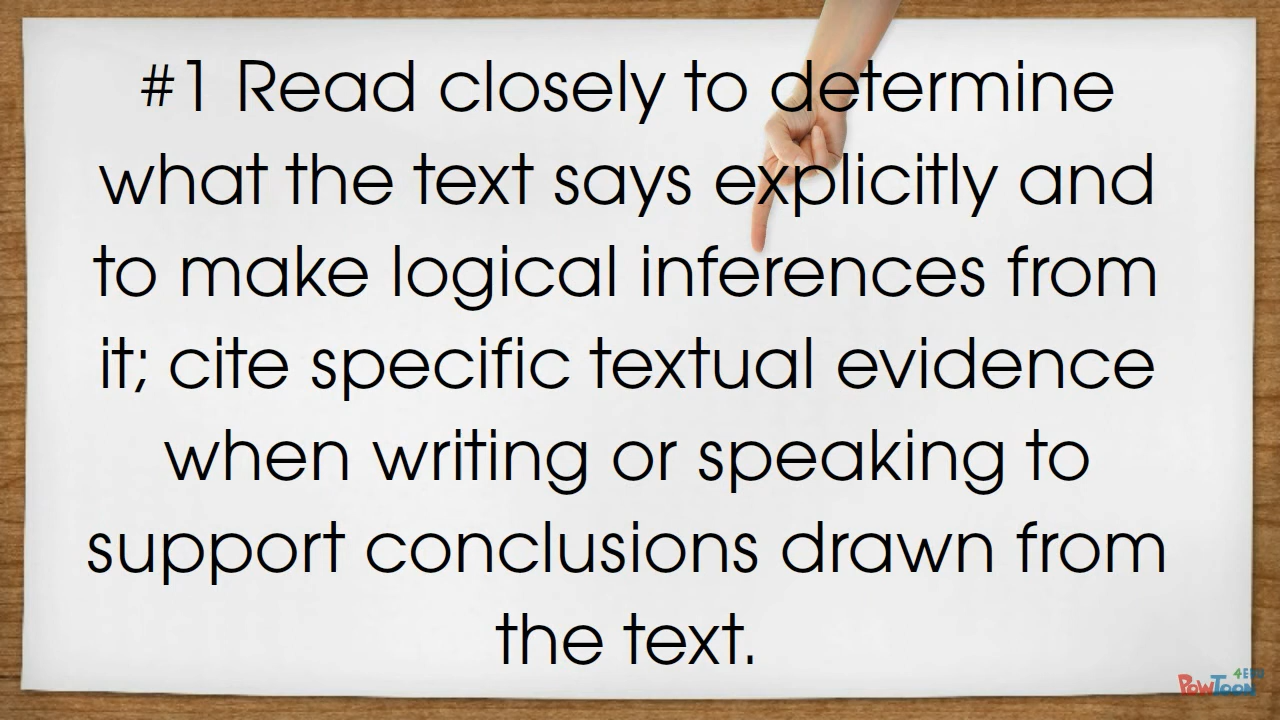 #1 Read closely to determine
what the text says explicitly and
to make logical inferences from
it; cite specific textual evidence
when writing or speaking to
support conclusions drawn from
the text.
4EDU
POWTOON